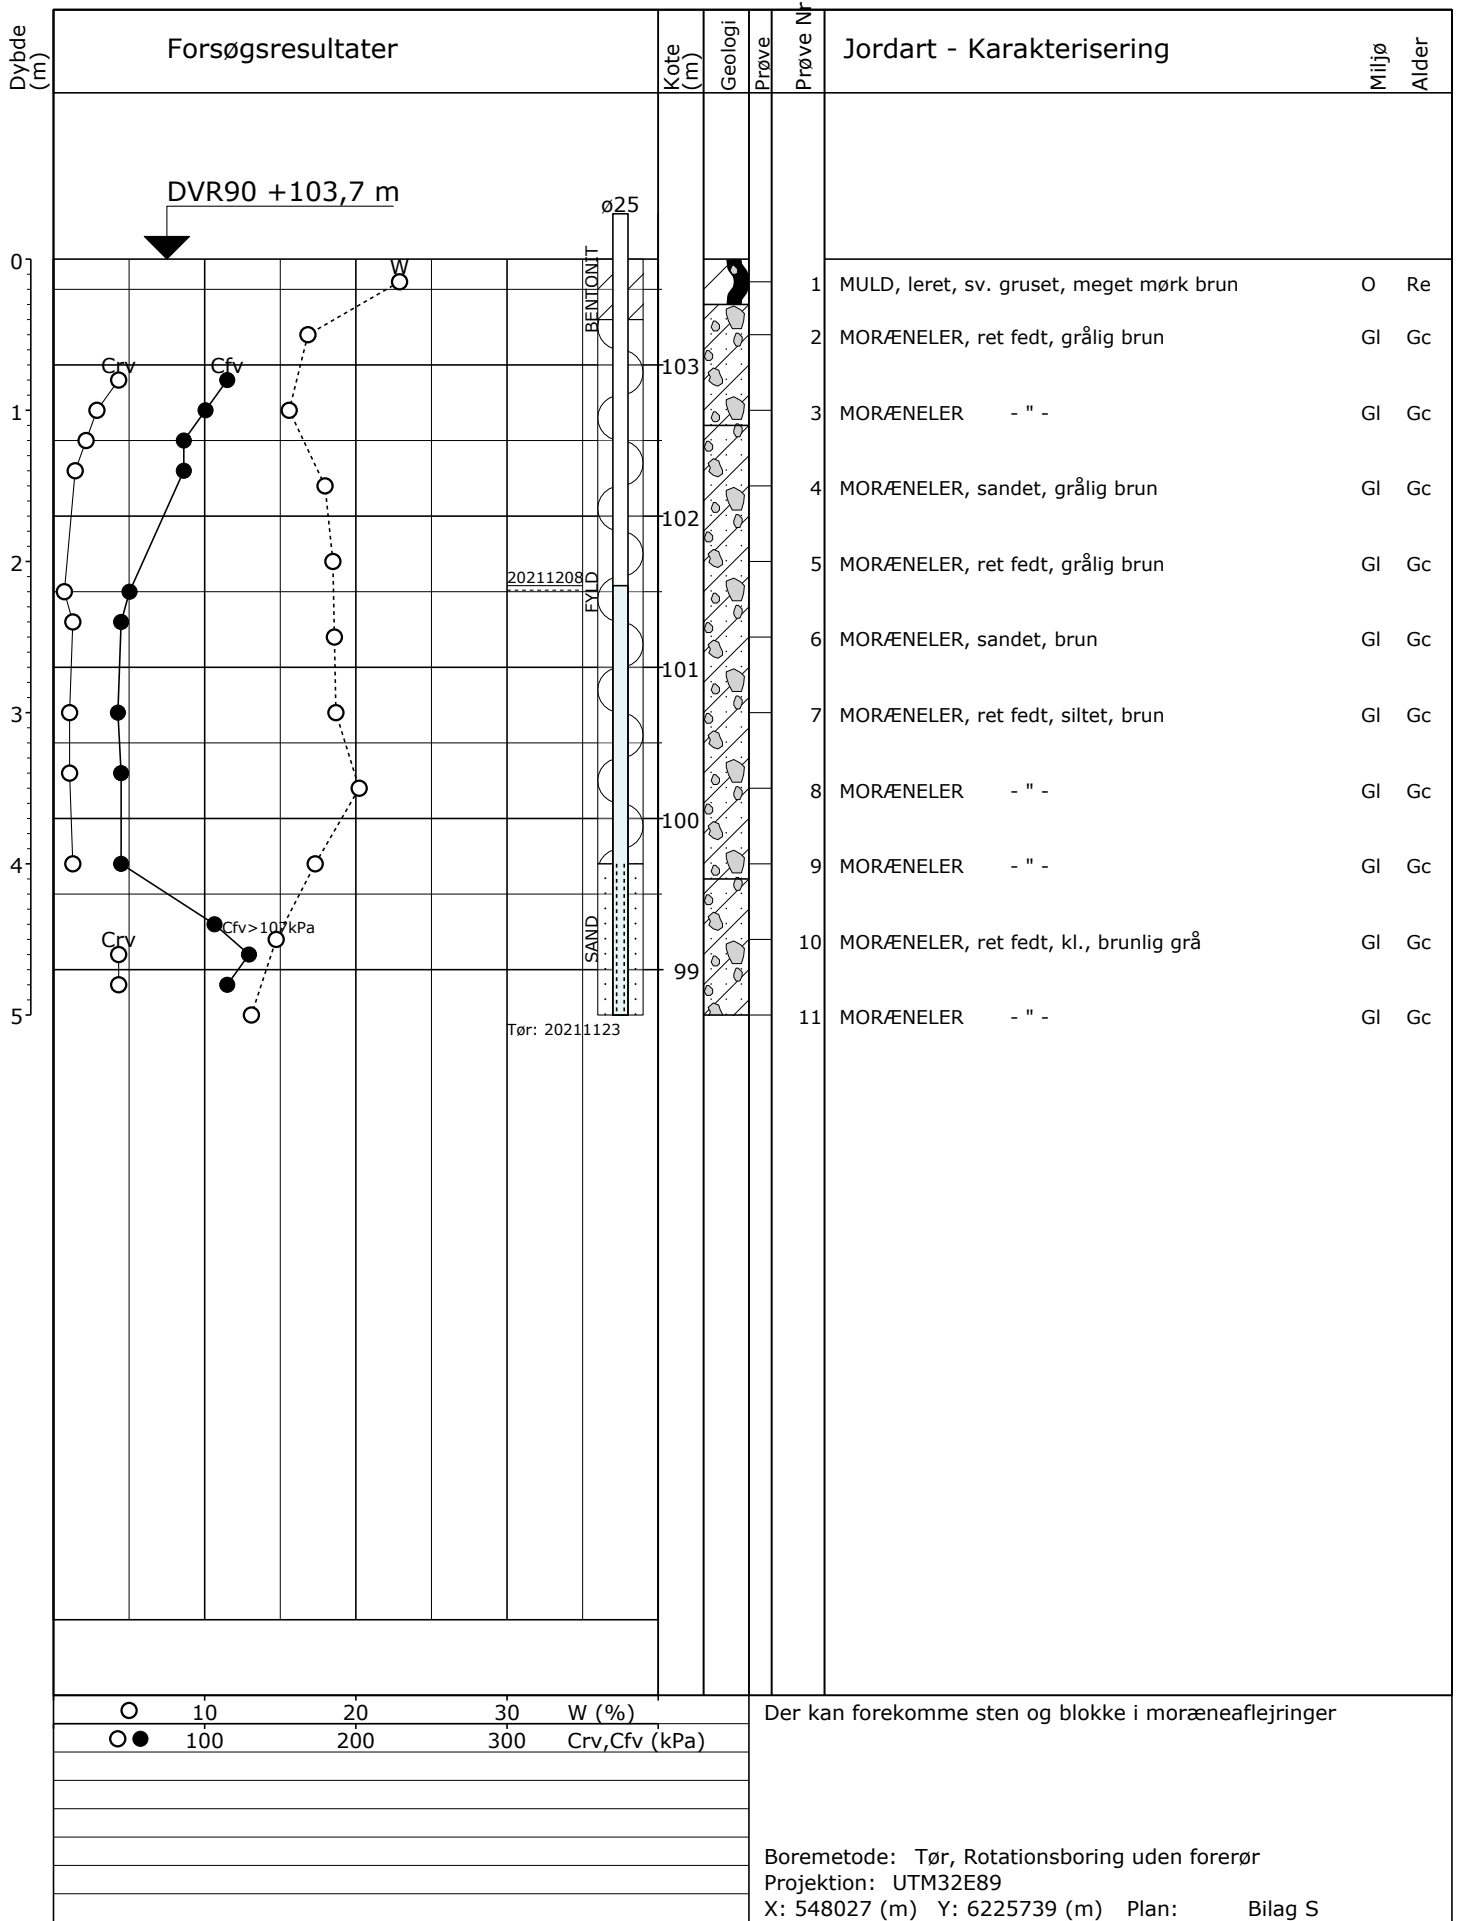 Dybde (m)
Forsøgsresultater
Kote (m)
Geologi
Prøve
Prøve Nr
Jordart - Karakterisering
Miljø
Alder
DVR90 +103,7 m
ø25
0
W
BENTONIT
1 MULD, leret, sv. gruset, meget mørk brun O Re
2 MORÆNELER, ret fedt, grålig brun Gl Gc
Crv
Cfv
103
1
3 MORÆNELER - " - Gl Gc
4 MORÆNELER, sandet, grålig brun Gl Gc
102
2
20211208
FYLD
5 MORÆNELER, ret fedt, grålig brun Gl Gc
6 MORÆNELER, sandet, brun Gl Gc
101
3
7 MORÆNELER, ret fedt, siltet, brun Gl Gc
8 MORÆNELER - " - Gl Gc
100
4
9 MORÆNELER - " - Gl Gc
Cfv>107kPa
Crv
SAND
10 MORÆNELER, ret fedt, kl., brunlig grå Gl Gc
99
5
11 MORÆNELER - " - Gl Gc
Tør: 20211123
10 20 30 W (%)
100 200 300 Crv,Cfv (kPa)
Der kan forekomme sten og blokke i moræneaflejringer
Boremetode: Tør, Rotationsboring uden forerør
Projektion: UTM32E89
X: 548027 (m) Y: 6225739 (m) Plan: Bilag S